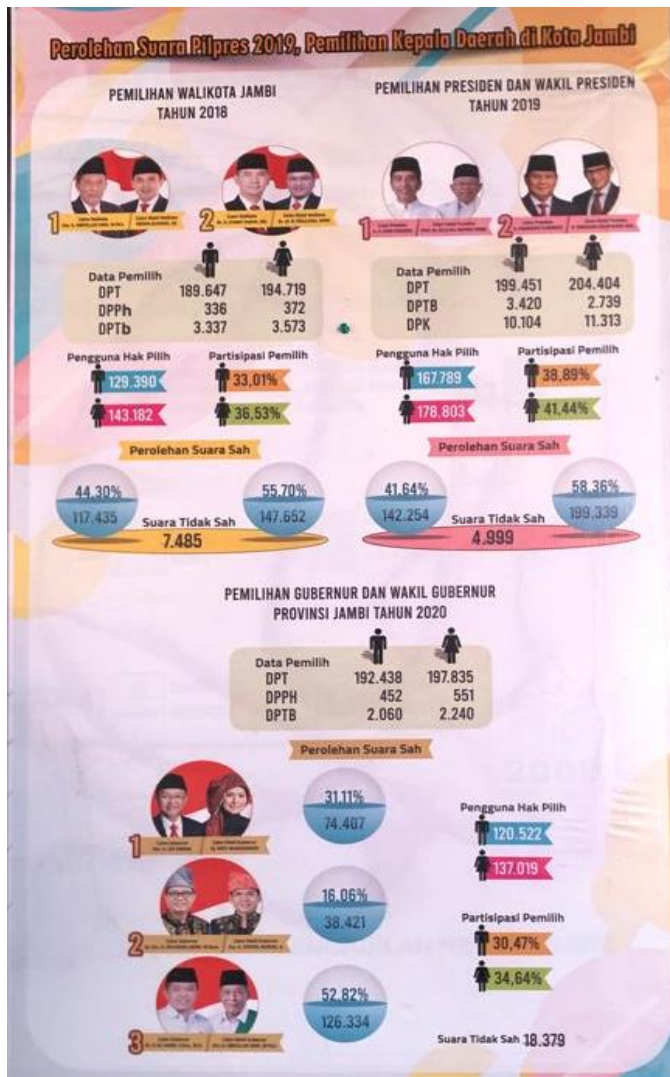 Perolehan Suara Pilpres 2019, Pemilihan Kepala Daerah di Kota Jambi
PEMILIHAN WALIKOTA JAMBI
TAHUN 2018
1
2
Data Pemilih
DPT 189.647 194.719
DPPh 336 372
DPTb 3.337 3.573
Pengguna Hak Pilih
129.390
143.182
Partisipasi Pemilih
33,01%
36,53%
Perolehan Suara Sah
44.30%
117.435
55.70%
147.652
Suara Tidak Sah
7.485
PEMILIHAN PRESIDEN DAN WAKIL PRESIDEN
TAHUN 2019
1
2
Data Pemilih
DPT 199.451 204.404
DPTB 3.420 2.739
DPK 10.104 11.313
Pengguna Hak Pilih
167.789
178.803
Partisipasi Pemilih
38,89%
41,44%
Perolehan Suara Sah
41.64%
142.254
58.36%
199.339
Suara Tidak Sah
4.999
PEMILIHAN GUBERNUR DAN WAKIL GUBERNUR
PROVINSI JAMBI TAHUN 2020
Data Pemilih
DPT 192.438 197.835
DPPH 452 551
DPTB 2.060 2.240
Perolehan Suara Sah
1
31.11%
74.407
2
16.06%
38.421
3
52.82%
126.334
Pengguna Hak Pilih
120.522
137.019
Partisipasi Pemilih
30,47%
34,64%
Suara Tidak Sah 18.379